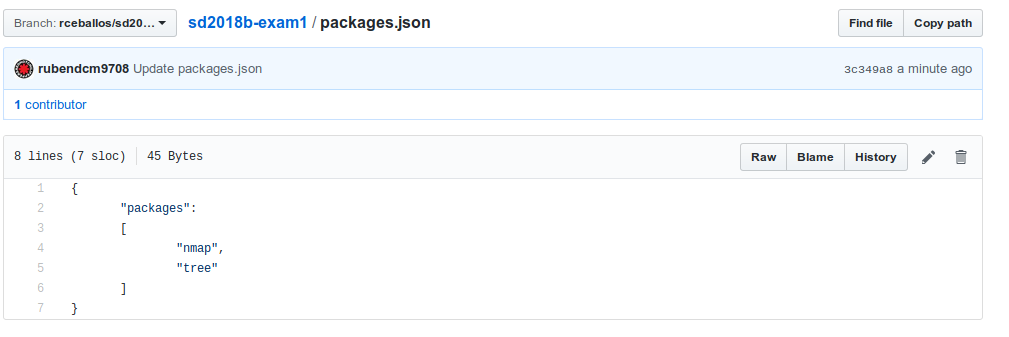 Branch: rceballos/sd20... sd2018b-exam1 / packages.json Find file Copy path
rubendcm9708 Update packages.json 3c349a8 a minute ago
1 contributor
8 lines (7 sloc) 45 Bytes Raw Blame History
1 {
2 "packages":
3 [
4 "nmap",
5 "tree"
6 ]
7 }